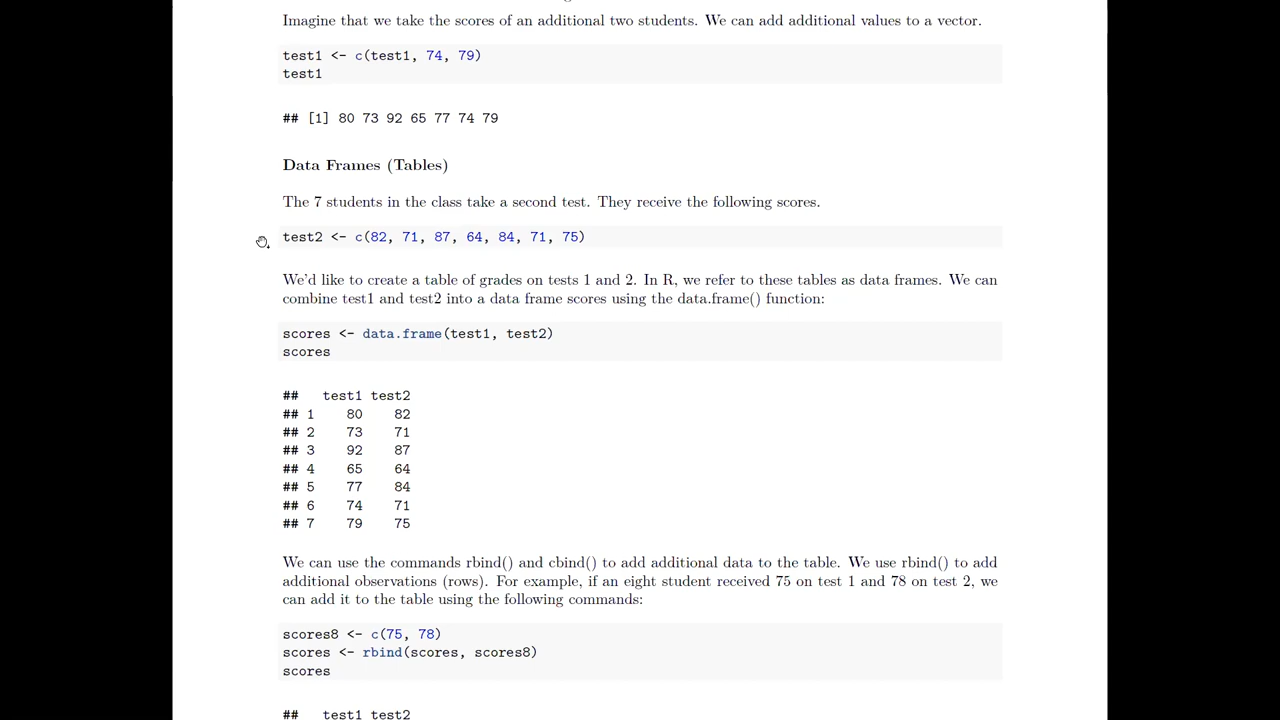 Imagine that we take the scores of an additional two students. We can add additional values to a vector.
test1 <- c(test1, 74, 79)
test1
## [1] 80 73 92 65 77 74 79
Data Frames (Tables)
The 7 students in the class take a second test. They receive the following scores.
test2 <- c(82, 71, 87, 64, 84, 71, 75)
We'd like to create a table of grades on tests 1 and 2. In R, we refer to these tables as data frames. We can
combine test1 and test2 into a data frame scores using the data.frame() function:
scores <- data.frame(test1, test2)
scores
##   test1 test2
## 1    80    82
## 2    73    71
## 3    92    87
## 4    65    64
## 5    77    84
## 6    74    71
## 7    79    75
We can use the commands rbind() and cbind() to add additional data to the table. We use rbind() to add
additional observations (rows). For example, if an eight student received 75 on test 1 and 78 on test 2, we
can add it to the table using the following commands:
scores8 <- c(75, 78)
scores <- rbind(scores, scores8)
scores
##   test1 test2